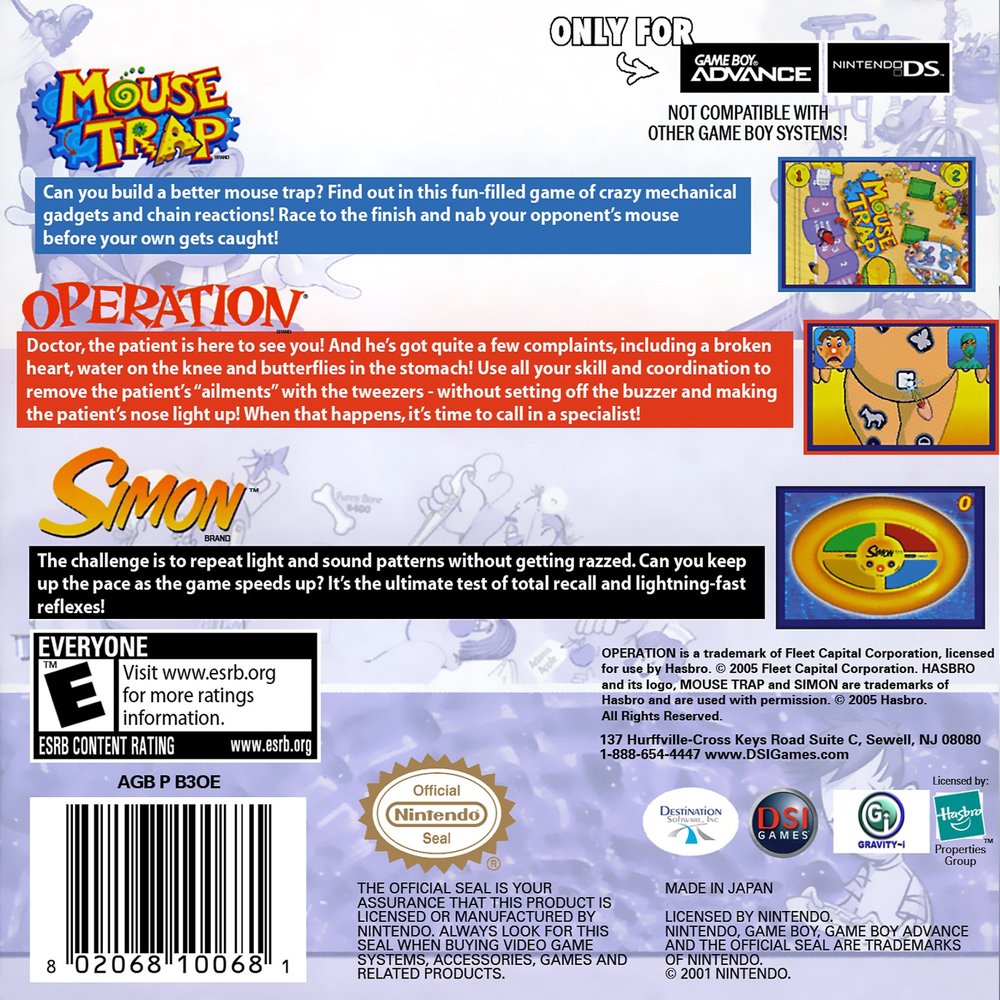 ONLY FOR
GAME BOY ADVANCE
NINTENDO DS™
NOT COMPATIBLE WITH
OTHER GAME BOY SYSTEMS!
MOUSE
TRAP™
BRAND
Can you build a better mouse trap? Find out in this fun-filled game of crazy mechanical
gadgets and chain reactions! Race to the finish and nab your opponent's mouse
before your own gets caught!
1
2
MOUSE
TRAP
OPERATION®
BRAND
Doctor, the patient is here to see you! And he's got quite a few complaints, including a broken
heart, water on the knee and butterflies in the stomach! Use all your skill and coordination to
remove the patient's "ailments" with the tweezers - without setting off the buzzer and making
the patient's nose light up! When that happens, it's time to call in a specialist!
SIMON™
BRAND
Funny Bone
$400
The challenge is to repeat light and sound patterns without getting razzed. Can you keep
up the pace as the game speeds up? It's the ultimate test of total recall and lightning-fast
reflexes!
0
SIMON™
EVERYONE
E™
Visit www.esrb.org
for more ratings
information.
ESRB CONTENT RATING www.esrb.org
OPERATION is a trademark of Fleet Capital Corporation, licensed
for use by Hasbro. © 2005 Fleet Capital Corporation. HASBRO
and its logo, MOUSE TRAP and SIMON are trademarks of
Hasbro and are used with permission. © 2005 Hasbro.
All Rights Reserved.
137 Hurffville-Cross Keys Road Suite C, Sewell, NJ 08080
1-888-654-4447 www.DSIGames.com
AGB P B3OE
8 02068 10068 1
Official
Nintendo
Seal
®
THE OFFICIAL SEAL IS YOUR
ASSURANCE THAT THIS PRODUCT IS
LICENSED OR MANUFACTURED BY
NINTENDO. ALWAYS LOOK FOR THIS
SEAL WHEN BUYING VIDEO GAME
SYSTEMS, ACCESSORIES, GAMES AND
RELATED PRODUCTS.
DESTINATION
SOFTWARE, INC
DSI
GAMES
Gi
GRAVITY-i
Licensed by:
Hasbro
Properties™
Group
MADE IN JAPAN
LICENSED BY NINTENDO.
NINTENDO, GAME BOY, GAME BOY ADVANCE
AND THE OFFICIAL SEAL ARE TRADEMARKS
OF NINTENDO.
© 2001 NINTENDO.